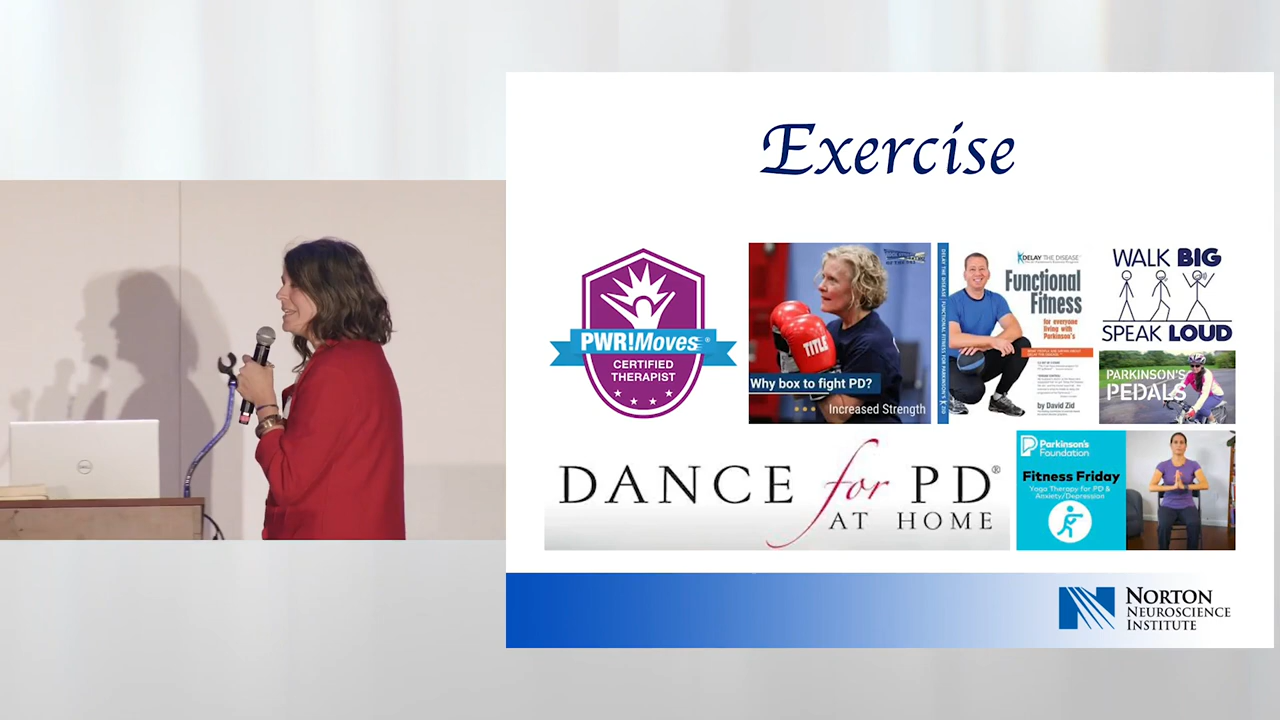 Exercise
PWR!Moves®
CERTIFIED
THERAPIST
TITLE
Why box to fight PD?
Increased Strength
DELAY THE DISEASE
Functional
Fitness
for everyone
living with
Parkinson's
by David Zid
WALK BIG
SPEAK LOUD
PARKINSON'S
PEDALS
DANCE for PD®
AT HOME
Parkinson's
Foundation
Fitness Friday
Yoga Therapy for PD &
Anxiety/Depression
DELL
NORTON
NEUROSCIENCE
INSTITUTE